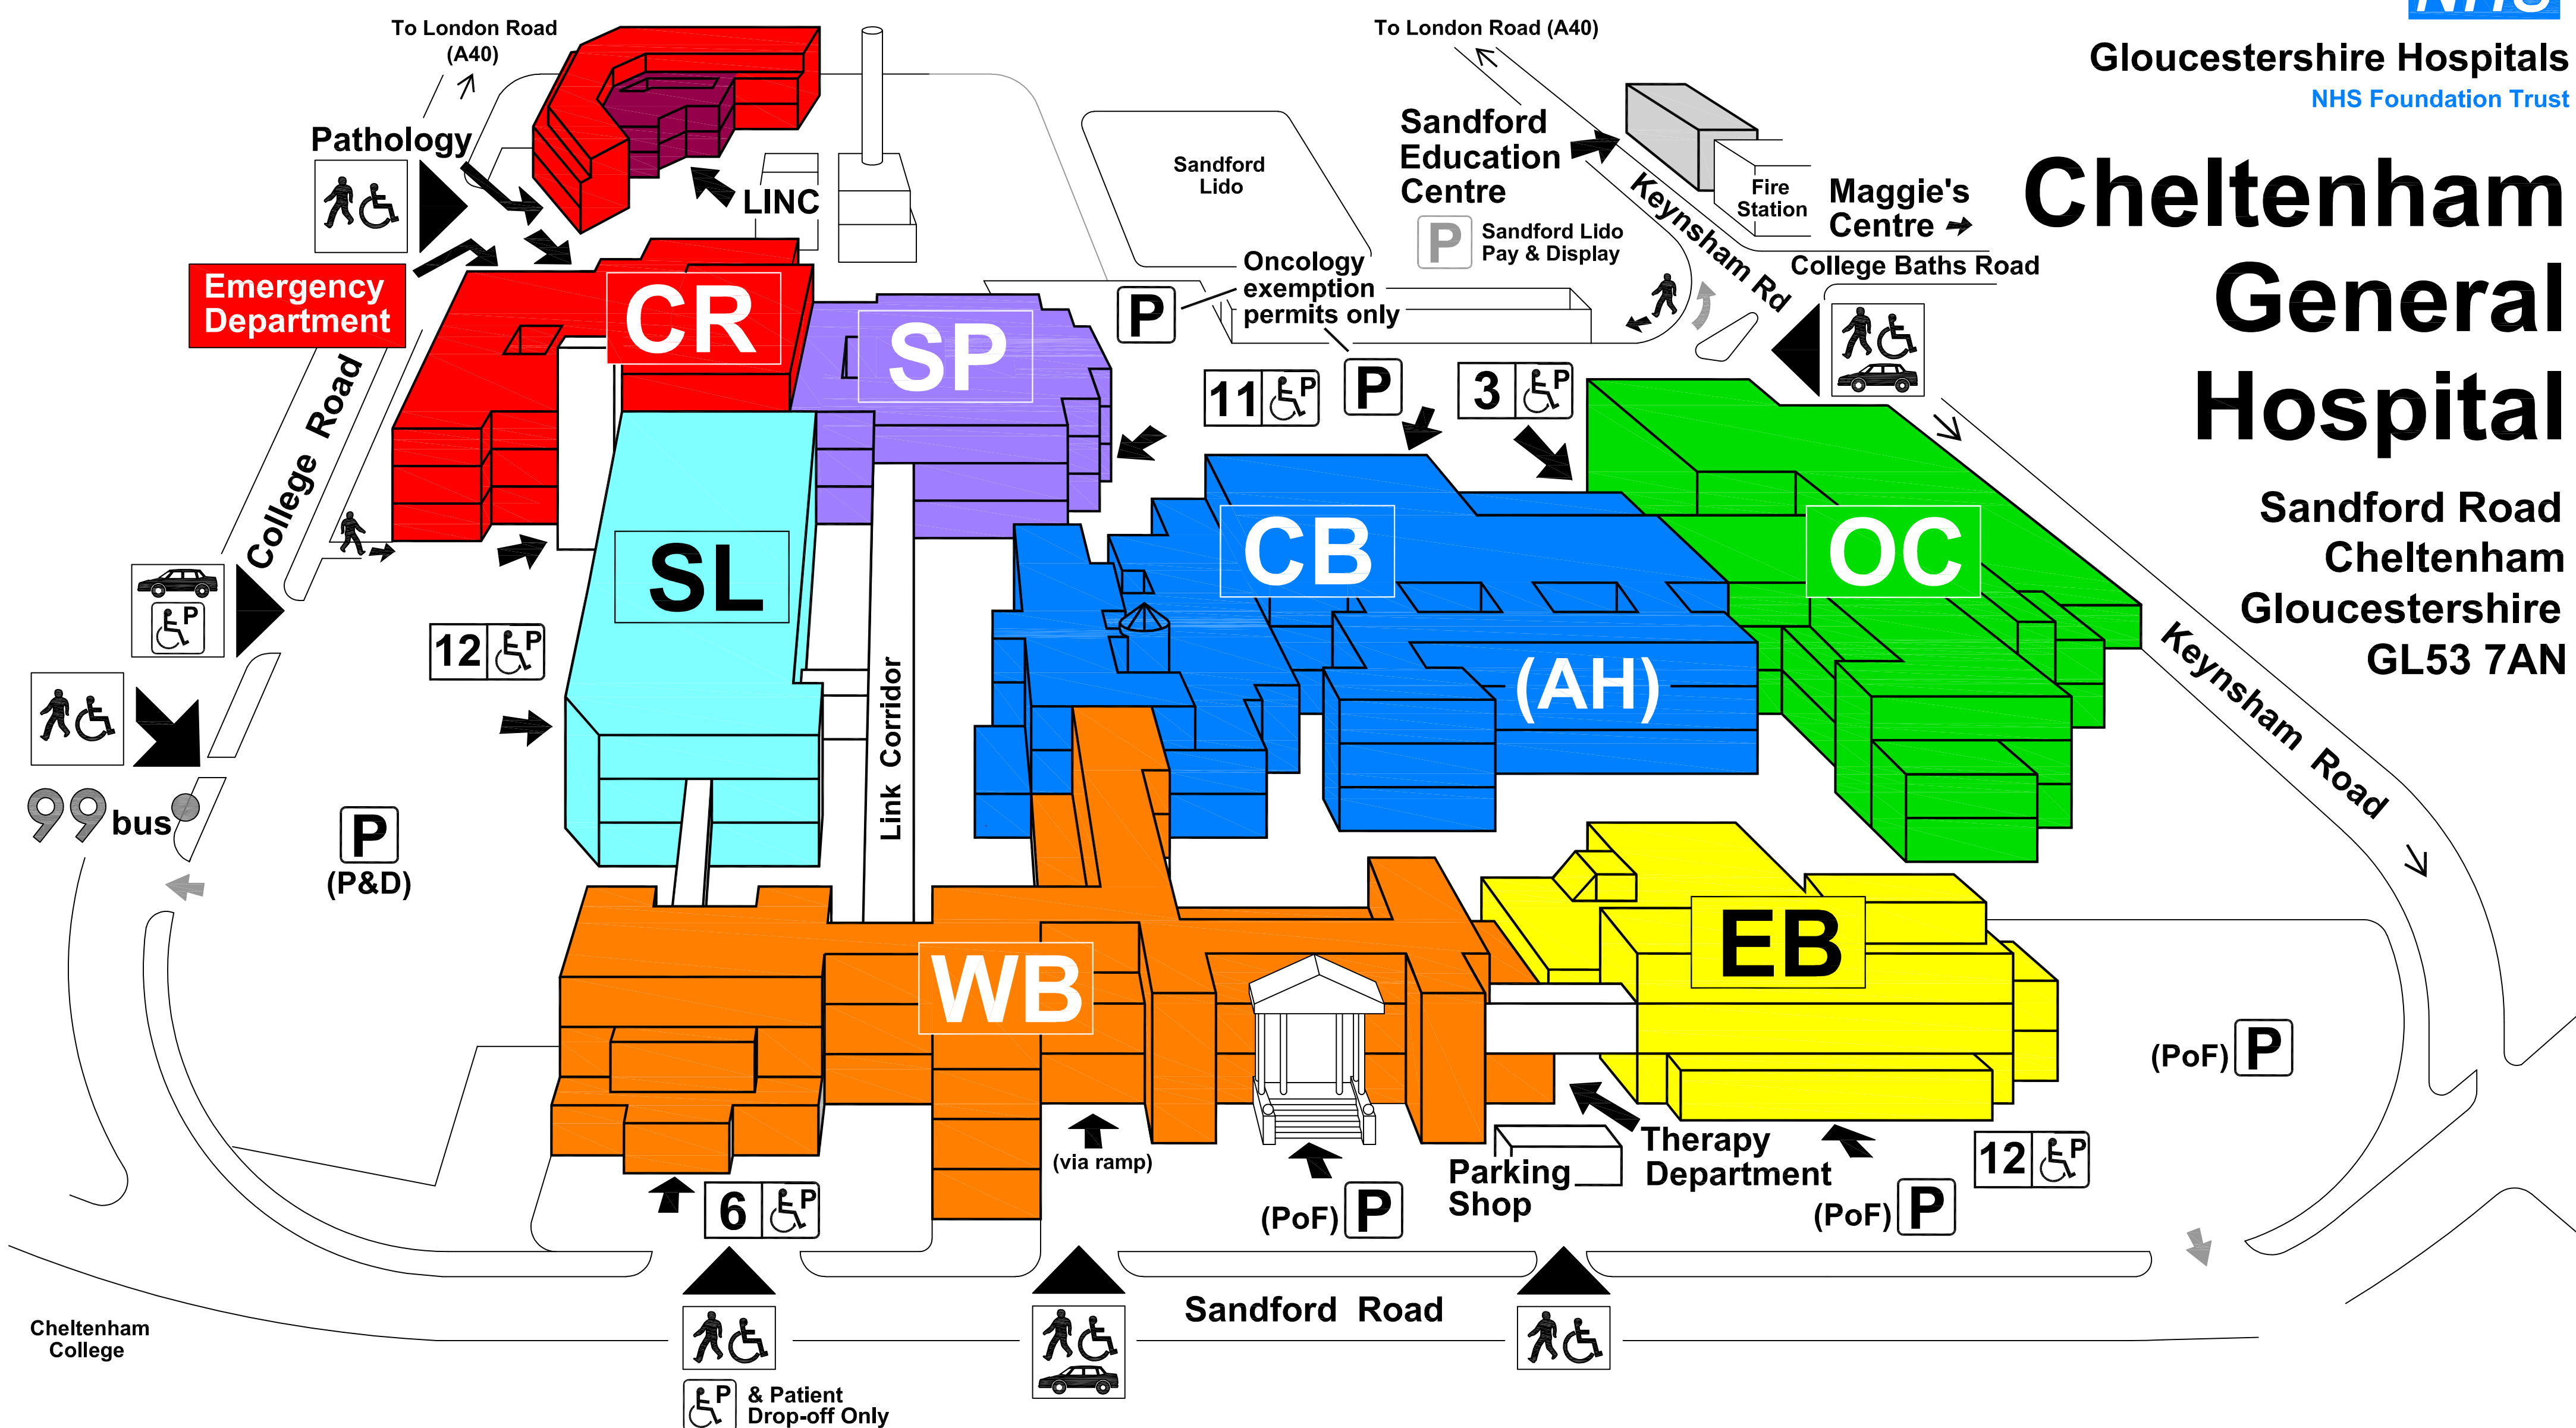 NHS
Gloucestershire Hospitals
NHS Foundation Trust
Cheltenham
General
Hospital
Sandford Road
Cheltenham
Gloucestershire
GL53 7AN
To London Road
(A40)
To London Road (A40)
Pathology
LINC
Emergency
Department
Sandford
Lido
Sandford
Education
Centre
P
Sandford Lido
Pay & Display
Keynsham Rd
Fire
Station
Maggie's
Centre
College Baths Road
Oncology
exemption
permits only
P
P
11 P
3 P
CR
SP
SL
CB
(AH)
OC
College Road
P
12 P
Link Corridor
Keynsham Road
99 bus
P
(P&D)
WB
EB
(PoF) P
(via ramp)
Parking
Shop
Therapy
Department
12 P
6 P
(PoF) P
(PoF) P
Sandford Road
Cheltenham
College
P & Patient
Drop-off Only